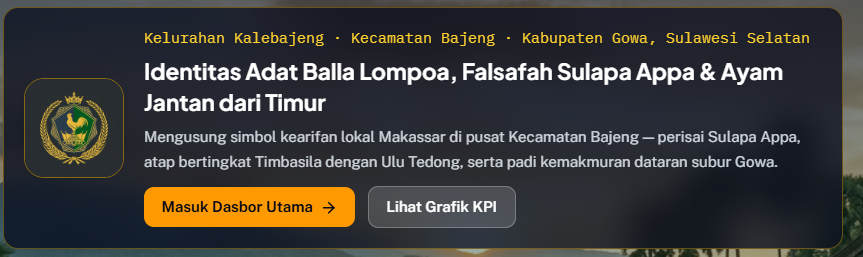 Kelurahan Kalebajeng · Kecamatan Bajeng · Kabupaten Gowa, Sulawesi Selatan
Identitas Adat Balla Lompoa, Falsafah Sulapa Appa & Ayam
Jantan dari Timur
Mengusung simbol kearifan lokal Makassar di pusat Kecamatan Bajeng — perisai Sulapa Appa,
atap bertingkat Timbasila dengan Ulu Tedong, serta padi kemakmuran dataran subur Gowa.
Masuk Dasbor Utama →
Lihat Grafik KPI